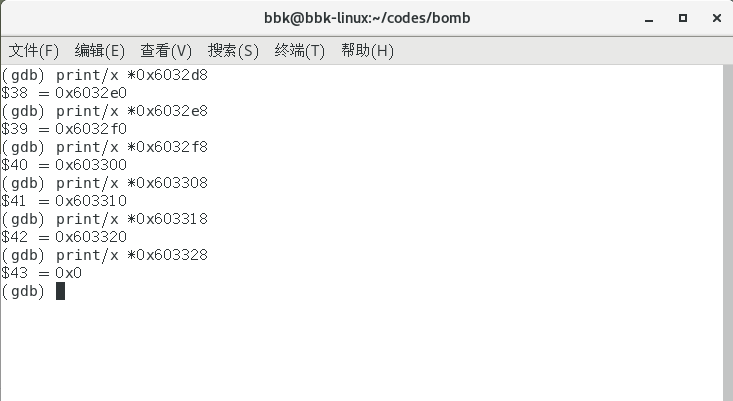 bbk@bbk-linux:~/codes/bomb
文件(F) 编辑(E) 查看(V) 搜索(S) 终端(T) 帮助(H)
(gdb) print/x *0x6032d8
$38 = 0x6032e0
(gdb) print/x *0x6032e8
$39 = 0x6032f0
(gdb) print/x *0x6032f8
$40 = 0x603300
(gdb) print/x *0x603308
$41 = 0x603310
(gdb) print/x *0x603318
$42 = 0x603320
(gdb) print/x *0x603328
$43 = 0x0
(gdb)